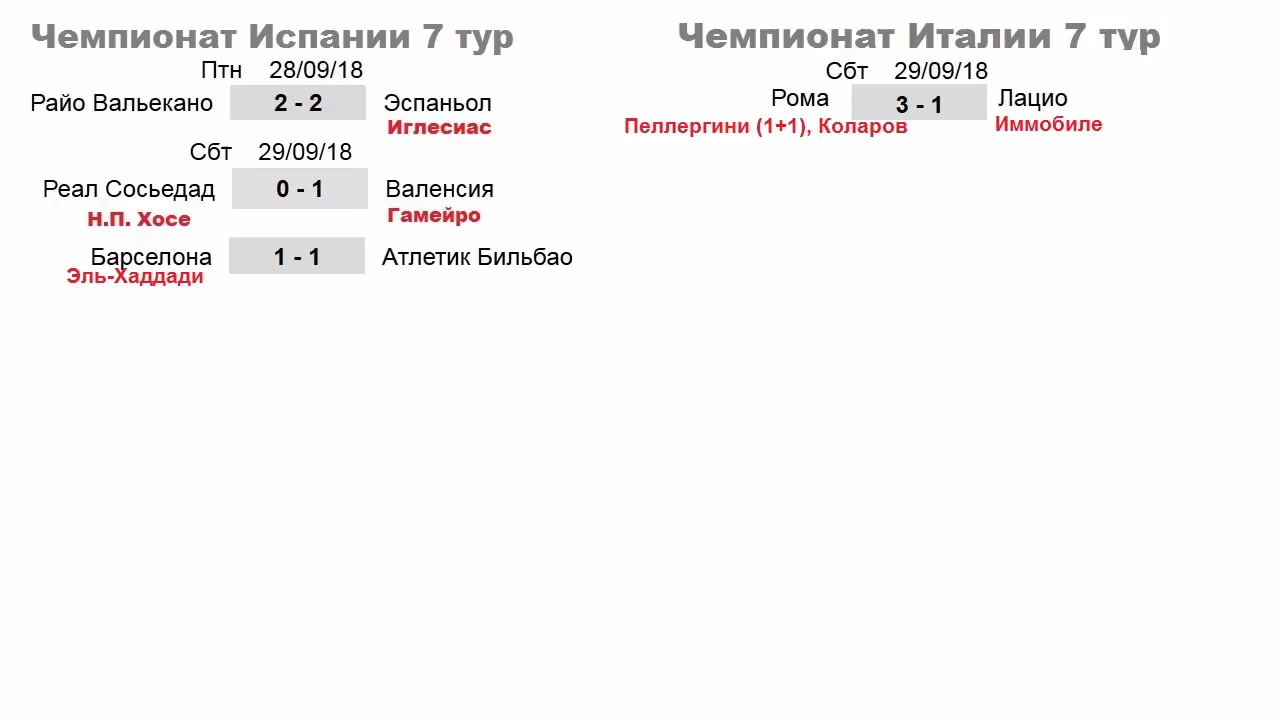 Чемпионат Испании 7 тур
Птн 28/09/18
Райо Вальекано 2 - 2 Эспаньол
Иглесиас
Сбт 29/09/18
Реал Сосьедад 0 - 1 Валенсия
Н.П. Хосе Гамейро
Барселона 1 - 1 Атлетик Бильбао
Эль-Хаддади
Чемпионат Италии 7 тур
Сбт 29/09/18
Рома 3 - 1 Лацио
Пеллергини (1+1), Коларов Иммобиле